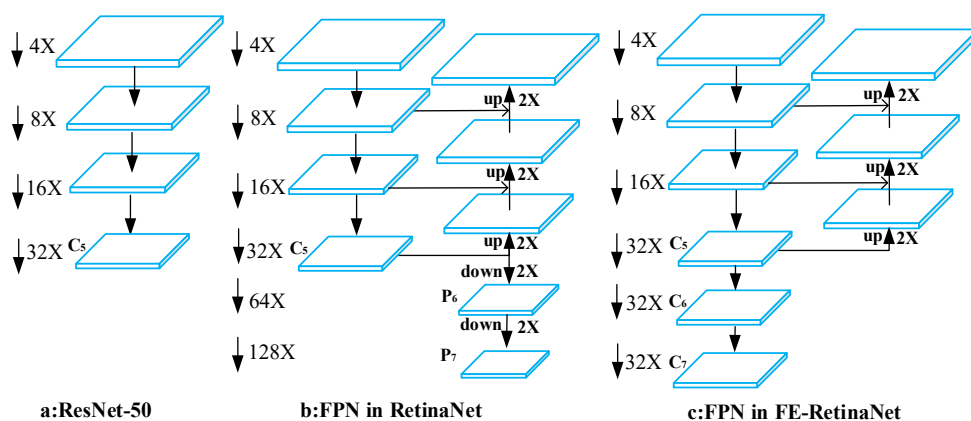 4X
8X
16X
32X C₅
a:ResNet-50
4X
8X
up 2X
16X
up 2X
32X C₅
up 2X
down 2X
64X
P₆
down 2X
128X
P₇
b:FPN in RetinaNet
4X
8X
up 2X
16X
up 2X
32X C₅
up 2X
32X C₆
32X C₇
c:FPN in FE-RetinaNet